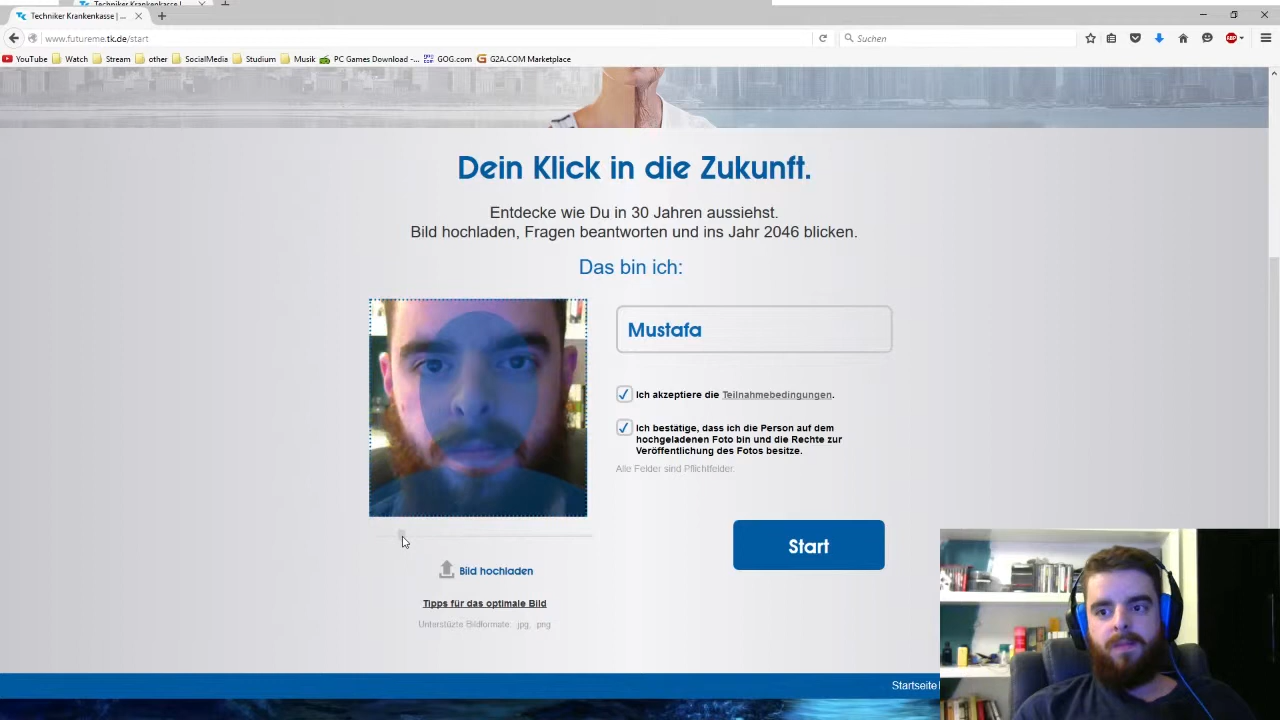 Techniker Krankenkasse |
Techniker Krankenkasse | ...
www.futureme.tk.de/start
Suchen
YouTube Watch Stream other SocialMedia Studium Musik PC Games Download -... GOG.com G2A.COM Marketplace
Dein Klick in die Zukunft.
Entdecke wie Du in 30 Jahren aussiehst.
Bild hochladen, Fragen beantworten und ins Jahr 2046 blicken.
Das bin ich:
Mustafa
Ich akzeptiere die Teilnahmebedingungen.
Ich bestätige, dass ich die Person auf dem
hochgeladenen Foto bin und die Rechte zur
Veröffentlichung des Fotos besitze.
Alle Felder sind Pflichtfelder.
Start
Bild hochladen
Tipps für das optimale Bild
Unterstüzte Bildformate: .jpg, .png
Startseite